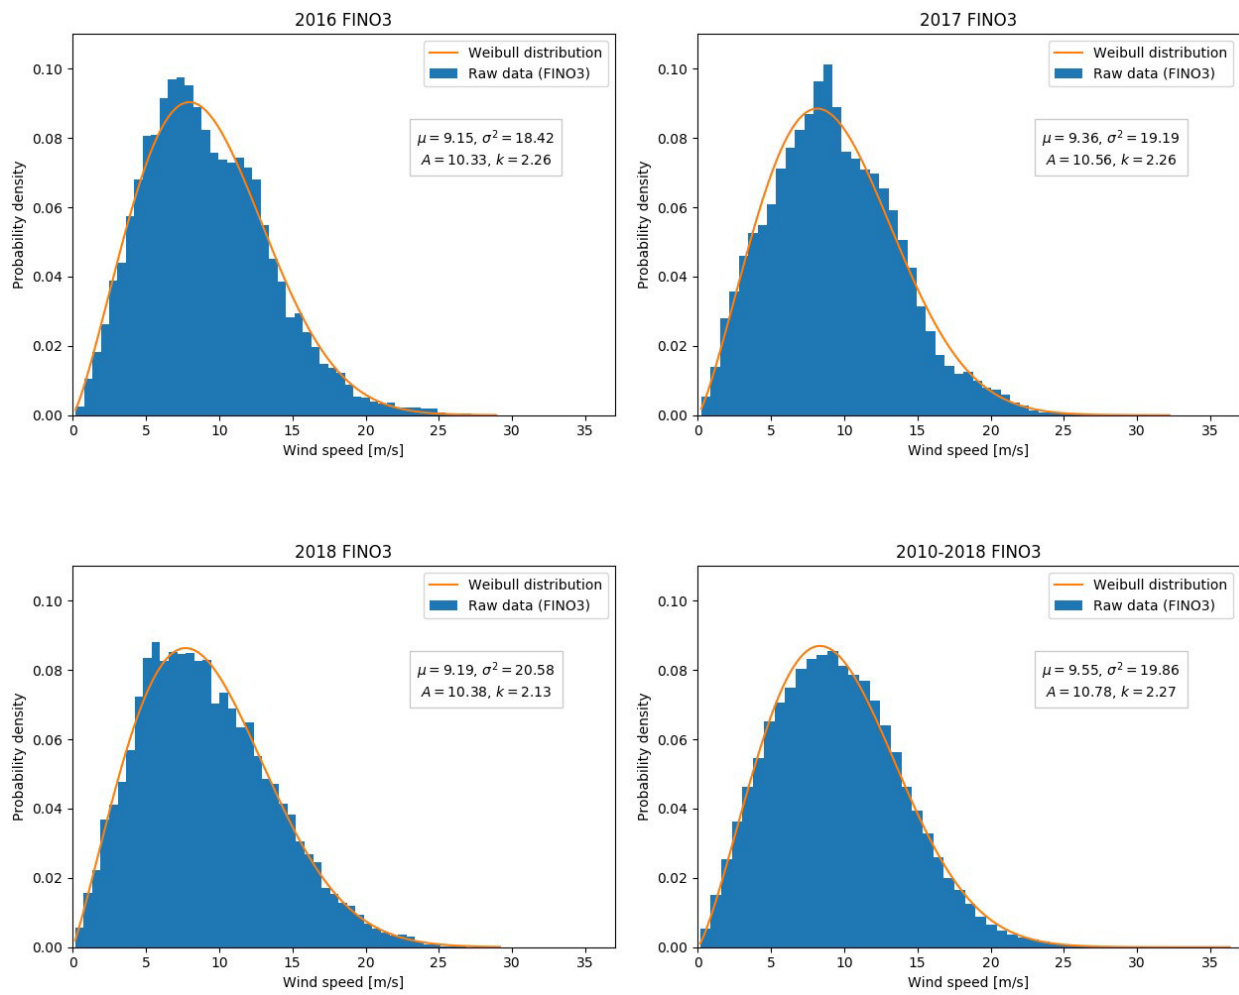 2016 FINO3
Weibull distribution
Raw data (FINO3)
μ = 9.15, σ² = 18.42
A = 10.33, k = 2.26
Probability density
0.10
0.08
0.06
0.04
0.02
0.00
0 5 10 15 20 25 30 35
Wind speed [m/s]
2017 FINO3
Weibull distribution
Raw data (FINO3)
μ = 9.36, σ² = 19.19
A = 10.56, k = 2.26
Probability density
0.10
0.08
0.06
0.04
0.02
0.00
0 5 10 15 20 25 30 35
Wind speed [m/s]
2018 FINO3
Weibull distribution
Raw data (FINO3)
μ = 9.19, σ² = 20.58
A = 10.38, k = 2.13
Probability density
0.10
0.08
0.06
0.04
0.02
0.00
0 5 10 15 20 25 30 35
Wind speed [m/s]
2010-2018 FINO3
Weibull distribution
Raw data (FINO3)
μ = 9.55, σ² = 19.86
A = 10.78, k = 2.27
Probability density
0.10
0.08
0.06
0.04
0.02
0.00
0 5 10 15 20 25 30 35
Wind speed [m/s]